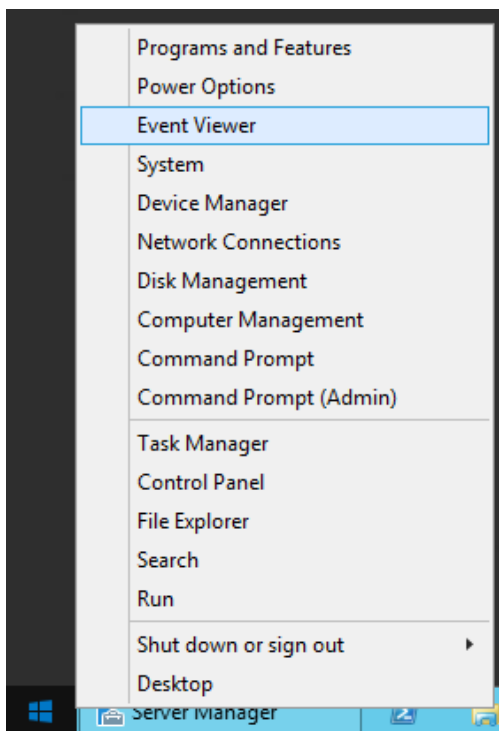 Programs and Features
Power Options
Event Viewer
System
Device Manager
Network Connections
Disk Management
Computer Management
Command Prompt
Command Prompt (Admin)
Task Manager
Control Panel
File Explorer
Search
Run
Shut down or sign out
Desktop
Server Manager